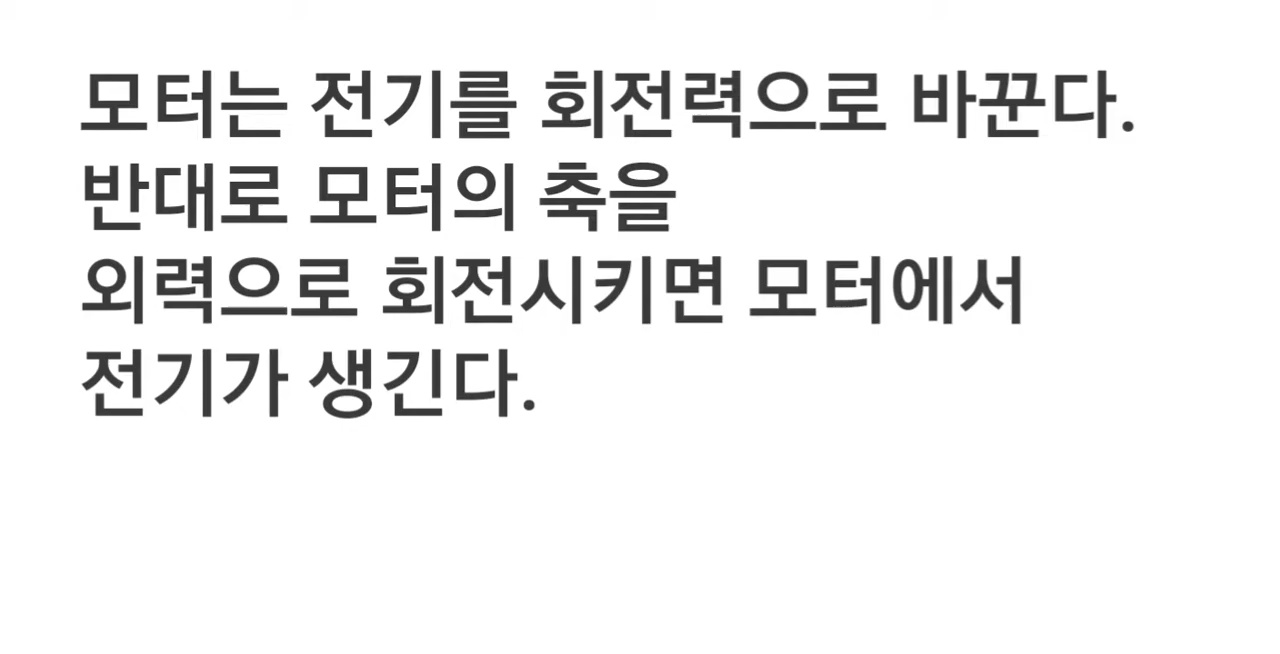 모터는 전기를 회전력으로 바꾼다.
반대로 모터의 축을
외력으로 회전시키면 모터에서
전기가 생긴다.